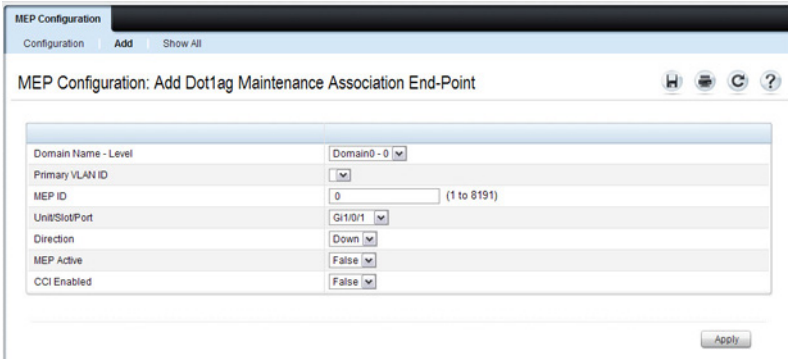 MEP Configuration
Configuration Add Show All
MEP Configuration: Add Dot1ag Maintenance Association End-Point
Domain Name - Level Domain0 - 0
Primary VLAN ID
MEP ID 0 (1 to 8191)
Unit/Slot/Port Gi1/0/1
Direction Down
MEP Active False
CCI Enabled False
Apply